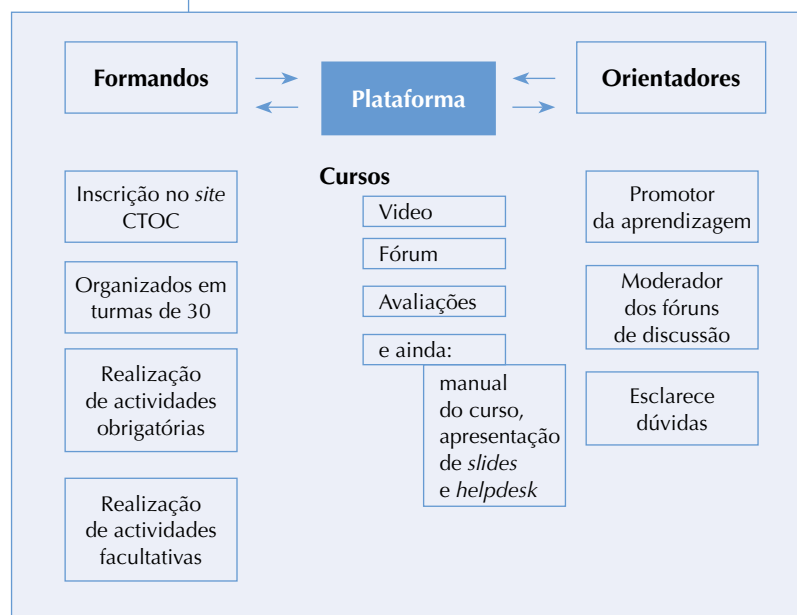 Formandos
Plataforma
Orientadores
Inscrição no site
CTOC
Organizados em
turmas de 30
Realização
de actividades
obrigatórias
Realização
de actividades
facultativas
Cursos
Video
Fórum
Avaliações
e ainda:
manual
do curso,
apresentação
de slides
e helpdesk
Promotor
da aprendizagem
Moderador
dos fóruns
de discussão
Esclarece
dúvidas